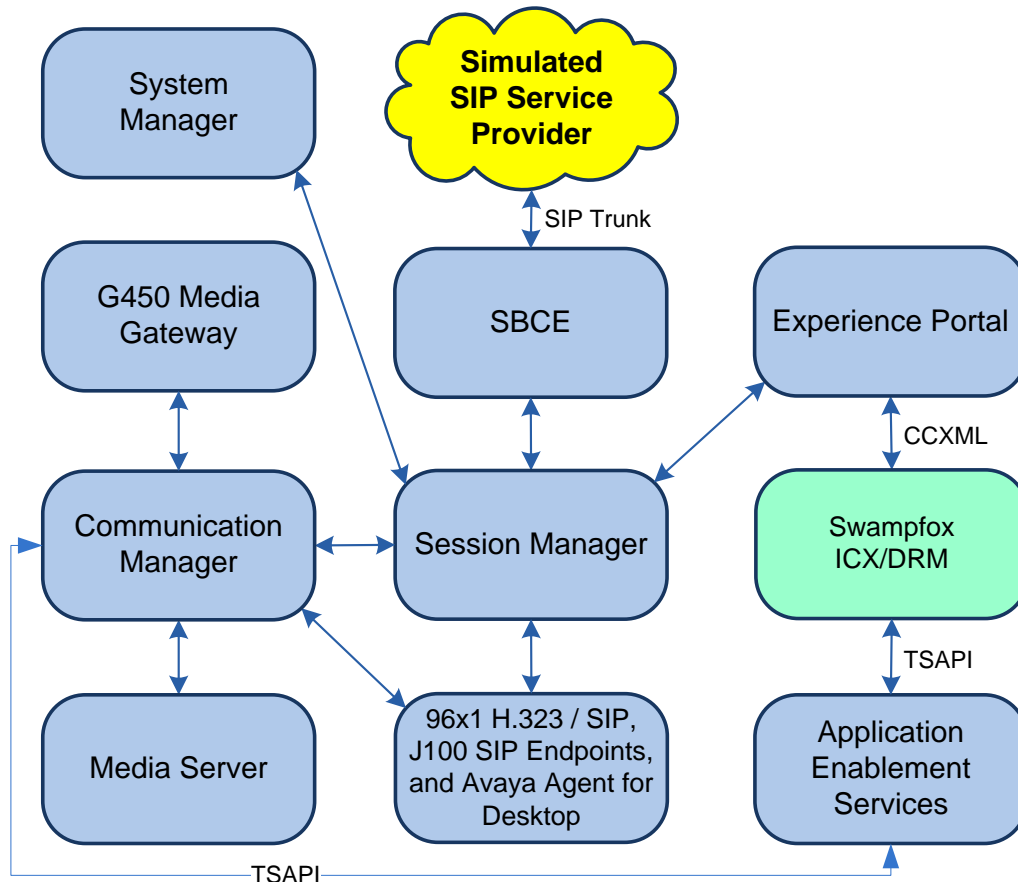 System
Manager
Simulated
SIP Service
Provider
SIP Trunk
G450 Media
Gateway
SBCE
Experience Portal
CCXML
Communication
Manager
Session Manager
Swampfox
ICX/DRM
TSAPI
Media Server
96x1 H.323 / SIP,
J100 SIP Endpoints,
and Avaya Agent for
Desktop
Application
Enablement
Services
TSAPI